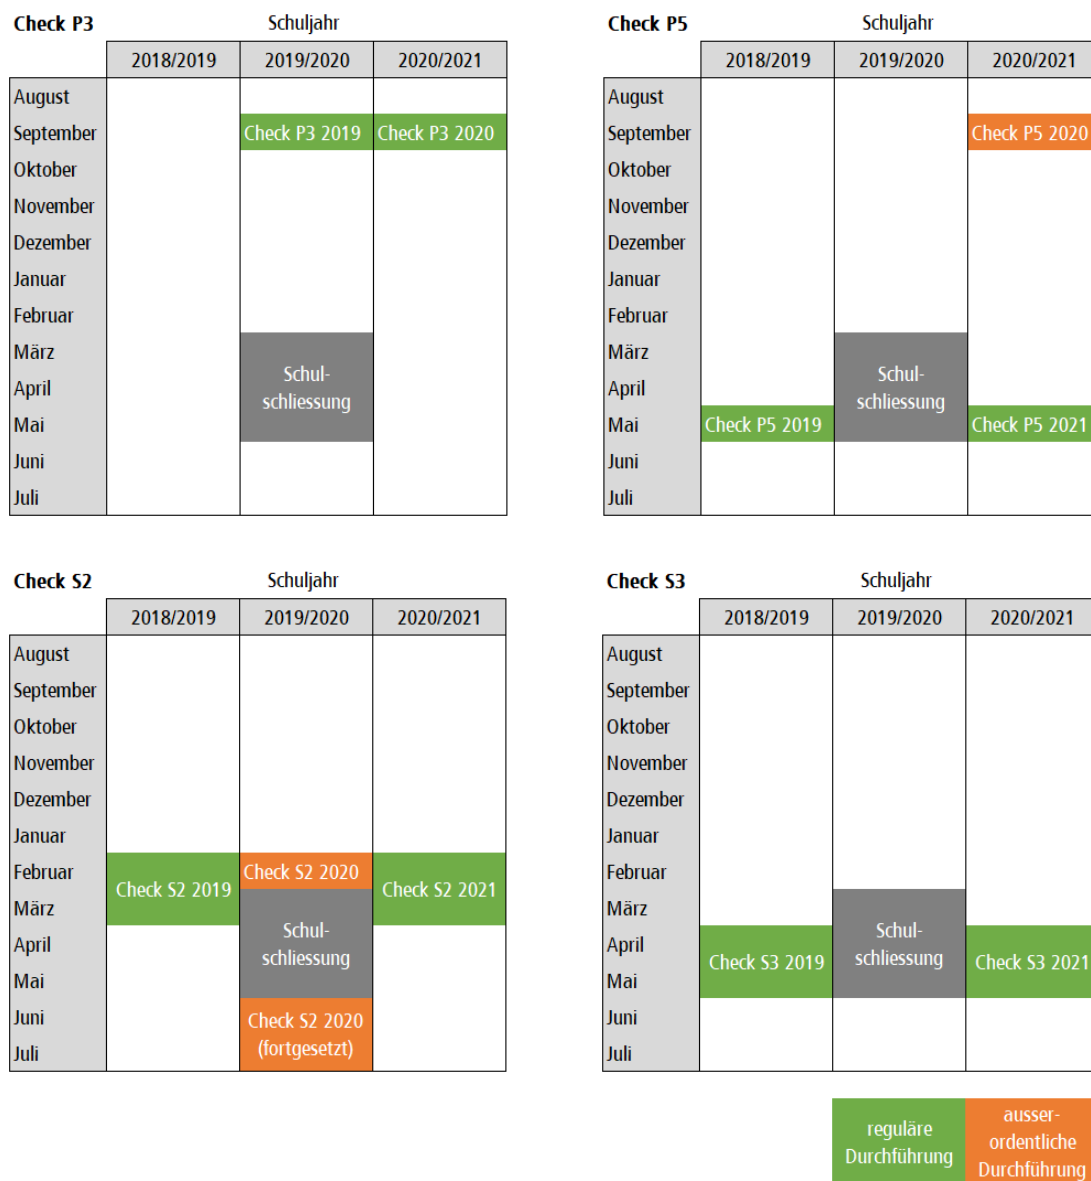 Check P3
Schuljahr
2018/2019 2019/2020 2020/2021
August
September Check P3 2019 Check P3 2020
Oktober
November
Dezember
Januar
Februar
März
April
Mai
Juni
Juli
Schul-
schliessung
Check P5
Schuljahr
2018/2019 2019/2020 2020/2021
August
September Check P5 2020
Oktober
November
Dezember
Januar
Februar
März
April
Mai Check P5 2019 Check P5 2021
Juni
Juli
Schul-
schliessung
Check S2
Schuljahr
2018/2019 2019/2020 2020/2021
August
September
Oktober
November
Dezember
Januar
Februar
März
April
Mai
Juni
Juli
Check S2 2019
Check S2 2020
Schul-
schliessung
Check S2 2020
(fortgesetzt)
Check S2 2021
Check S3
Schuljahr
2018/2019 2019/2020 2020/2021
August
September
Oktober
November
Dezember
Januar
Februar
März
April
Mai
Juni
Juli
Check S3 2019
Schul-
schliessung
Check S3 2021
reguläre
Durchführung
ausser-
ordentliche
Durchführung